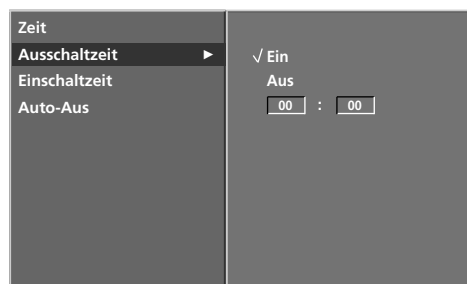 Zeit
Ausschaltzeit ►
Einschaltzeit
Auto-Aus
√ Ein
Aus
00 : 00